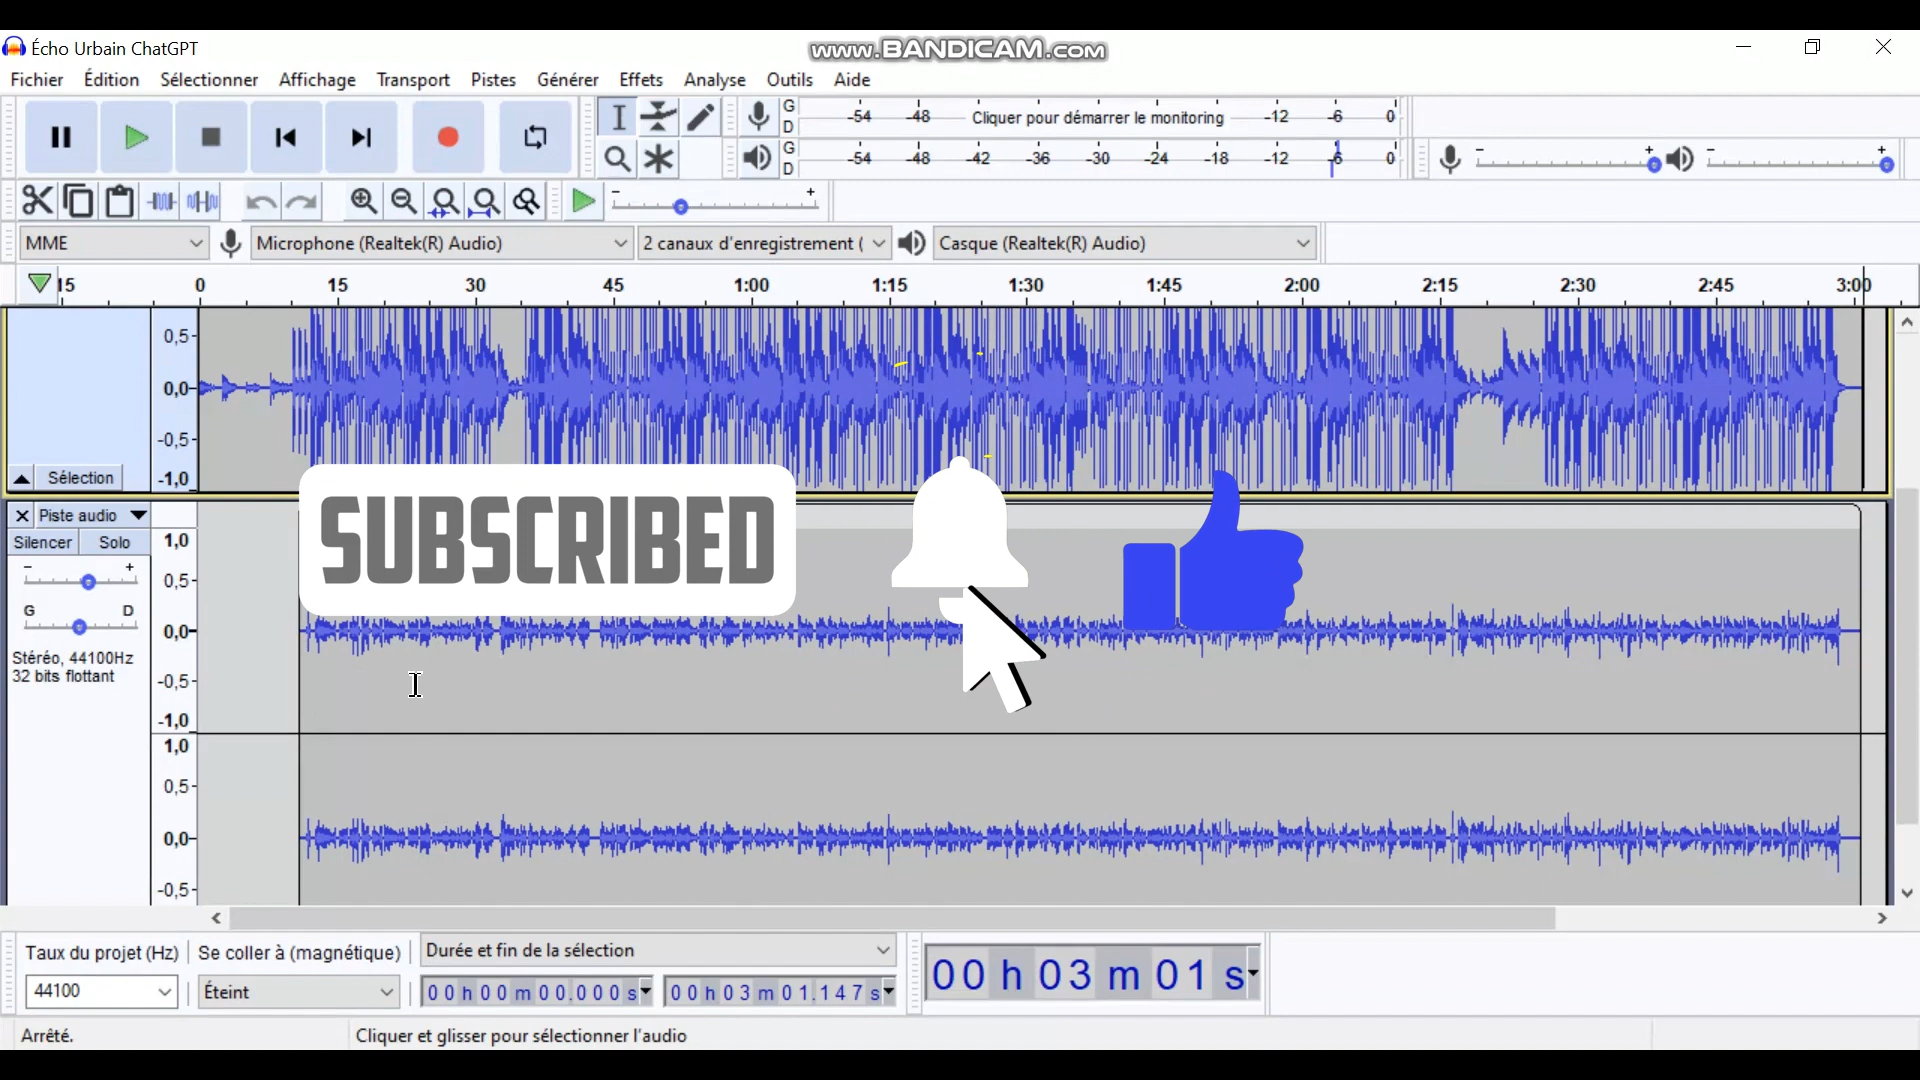 Écho Urbain ChatGPT
www.BANDICAM.com
Fichier Édition Sélectionner Affichage Transport Pistes Générer Effets Analyse Outils Aide
G
D
-54 -48 Cliquer pour démarrer le monitoring -12 -6 0
G
D
-54 -48 -42 -36 -30 -24 -18 -12 -6 0
- +
- +
- +
MME Microphone (Realtek(R) Audio) 2 canaux d'enregistrement ( Casque (Realtek(R) Audio)
15 0 15 30 45 1:00 1:15 1:30 1:45 2:00 2:15 2:30 2:45 3:00
0,5
0,0
-0,5
-1,0
Sélection
X Piste audio
Silencer Solo
- +
G D
Stéréo, 44100Hz
32 bits flottant
1,0
0,5
0,0
-0,5
-1,0
1,0
0,5
0,0
-0,5
SUBSCRIBED
Taux du projet (Hz) Se coller à (magnétique) Durée et fin de la sélection
44100 Éteint 00 h 00 m 00.000 s 00 h 03 m 01.147 s
00 h 03 m 01 s
Arrêté. Cliquer et glisser pour sélectionner l'audio